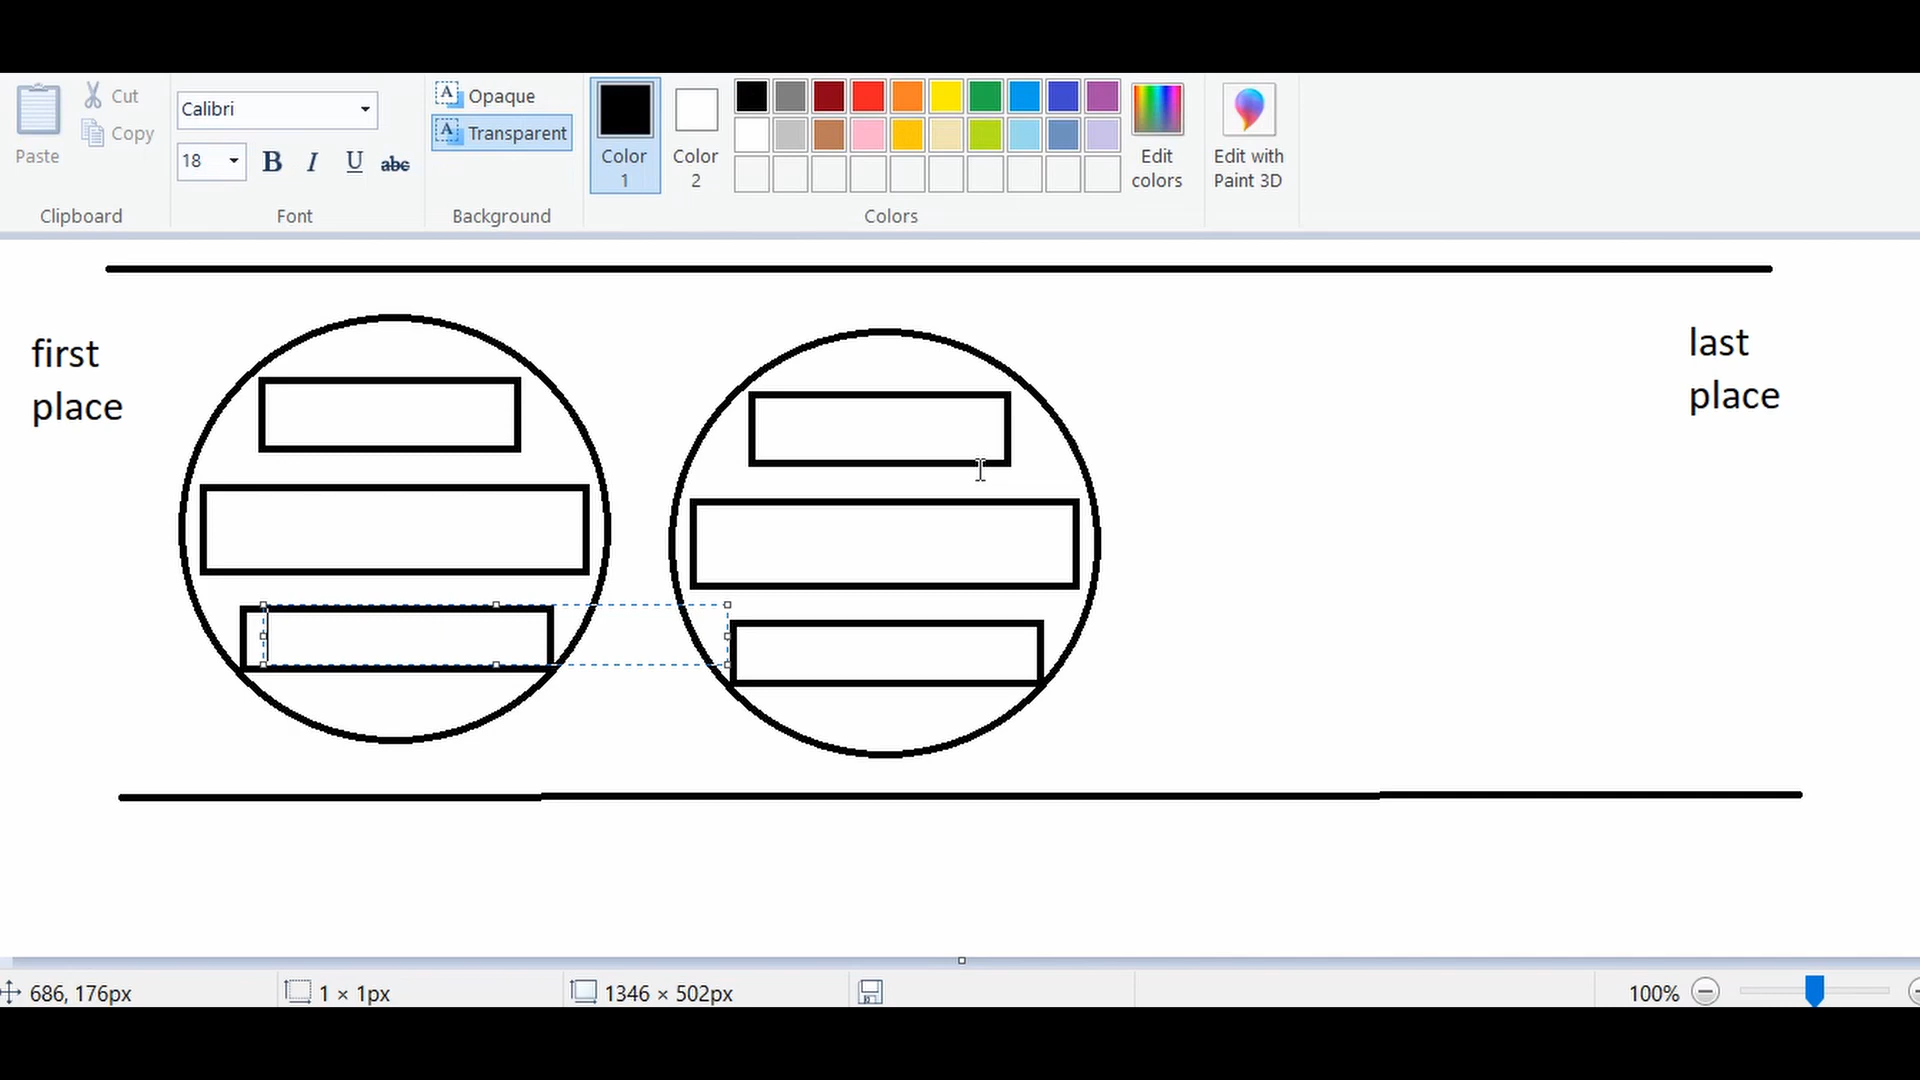 Paste
Cut
Copy
Clipboard
Calibri
18
B I U abc
Font
A Opaque
A Transparent
Background
Color 1
Color 2
Edit colors
Colors
Edit with Paint 3D
first
place
last
place
686, 176px
1 × 1px
1346 × 502px
100%